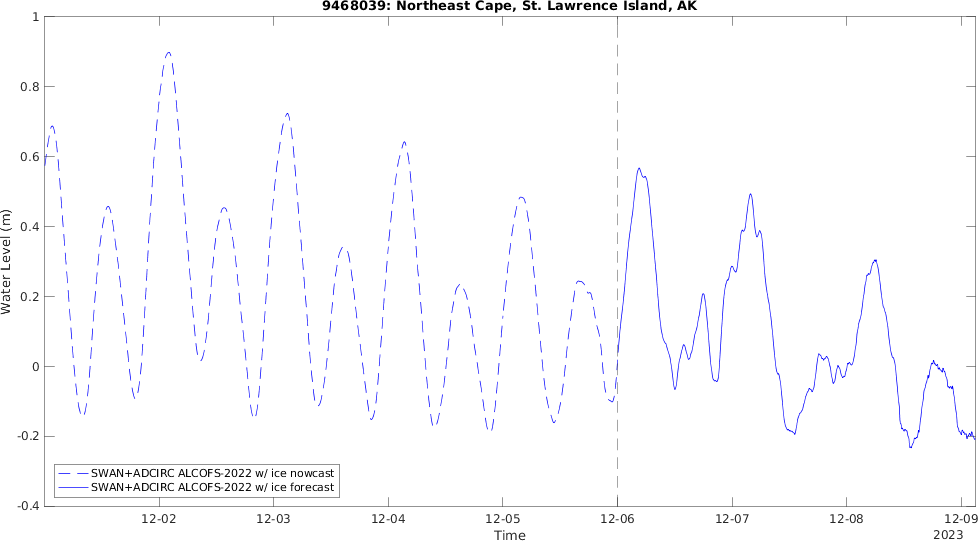 9468039: Northeast Cape, St. Lawrence Island, AK
1
0.8
0.6
0.4
0.2
0
-0.2
-0.4
Water Level (m)
SWAN+ADCIRC ALCOFS-2022 w/ ice nowcast
SWAN+ADCIRC ALCOFS-2022 w/ ice forecast
12-02 12-03 12-04 12-05 12-06 12-07 12-08 12-09
Time
2023